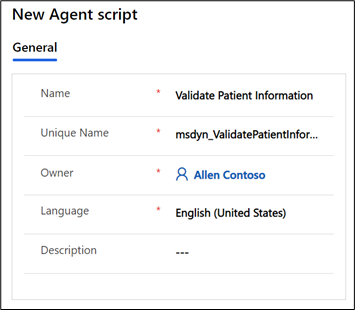 New Agent script
General
Name * Validate Patient Information
Unique Name * msdyn_ValidatePatientInfor...
Owner * Allen Contoso
Language * English (United States)
Description ---